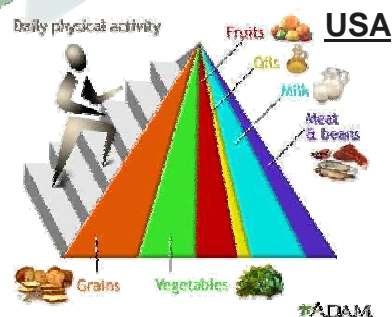 Daily physical activity
Fruits
USA
Oils
Milk
Meat
& beans
Grains
Vegetables
ADAM